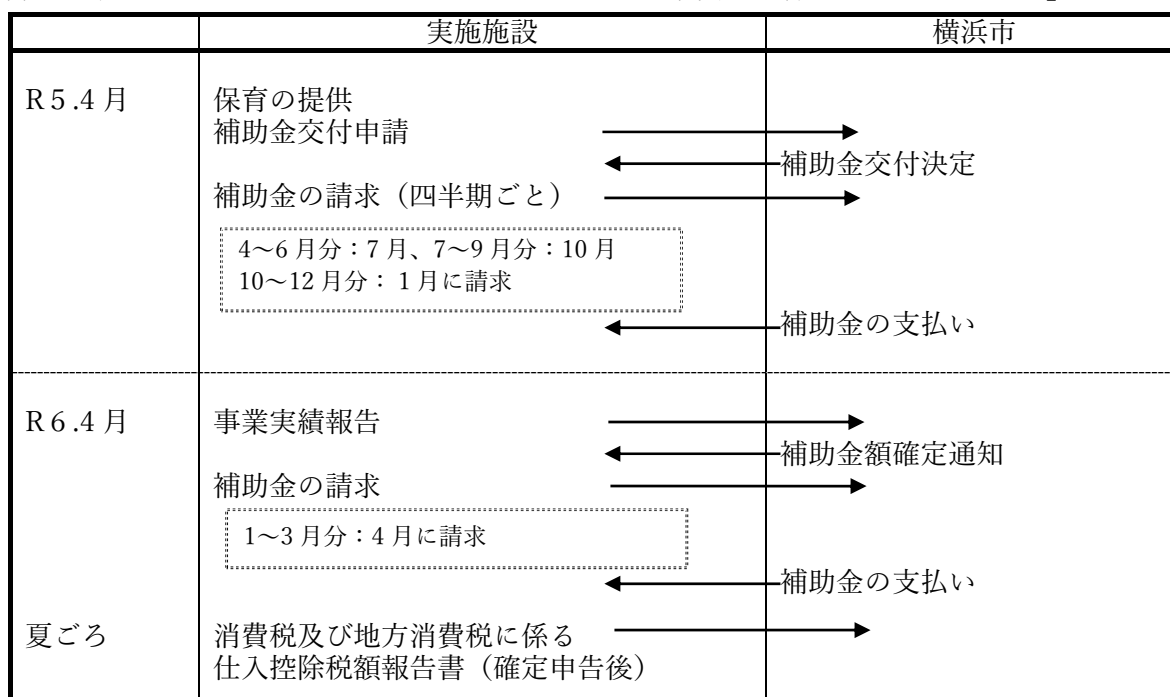 実施施設 横浜市
R5.4月 保育の提供
補助金交付申請
補助金交付決定
補助金の請求（四半期ごと）
4～6月分：7月、7～9月分：10月
10～12月分：1月に請求
補助金の支払い
R6.4月 事業実績報告
補助金額確定通知
補助金の請求
1～3月分：4月に請求
補助金の支払い
夏ごろ 消費税及び地方消費税に係る
仕入控除税額報告書（確定申告後）